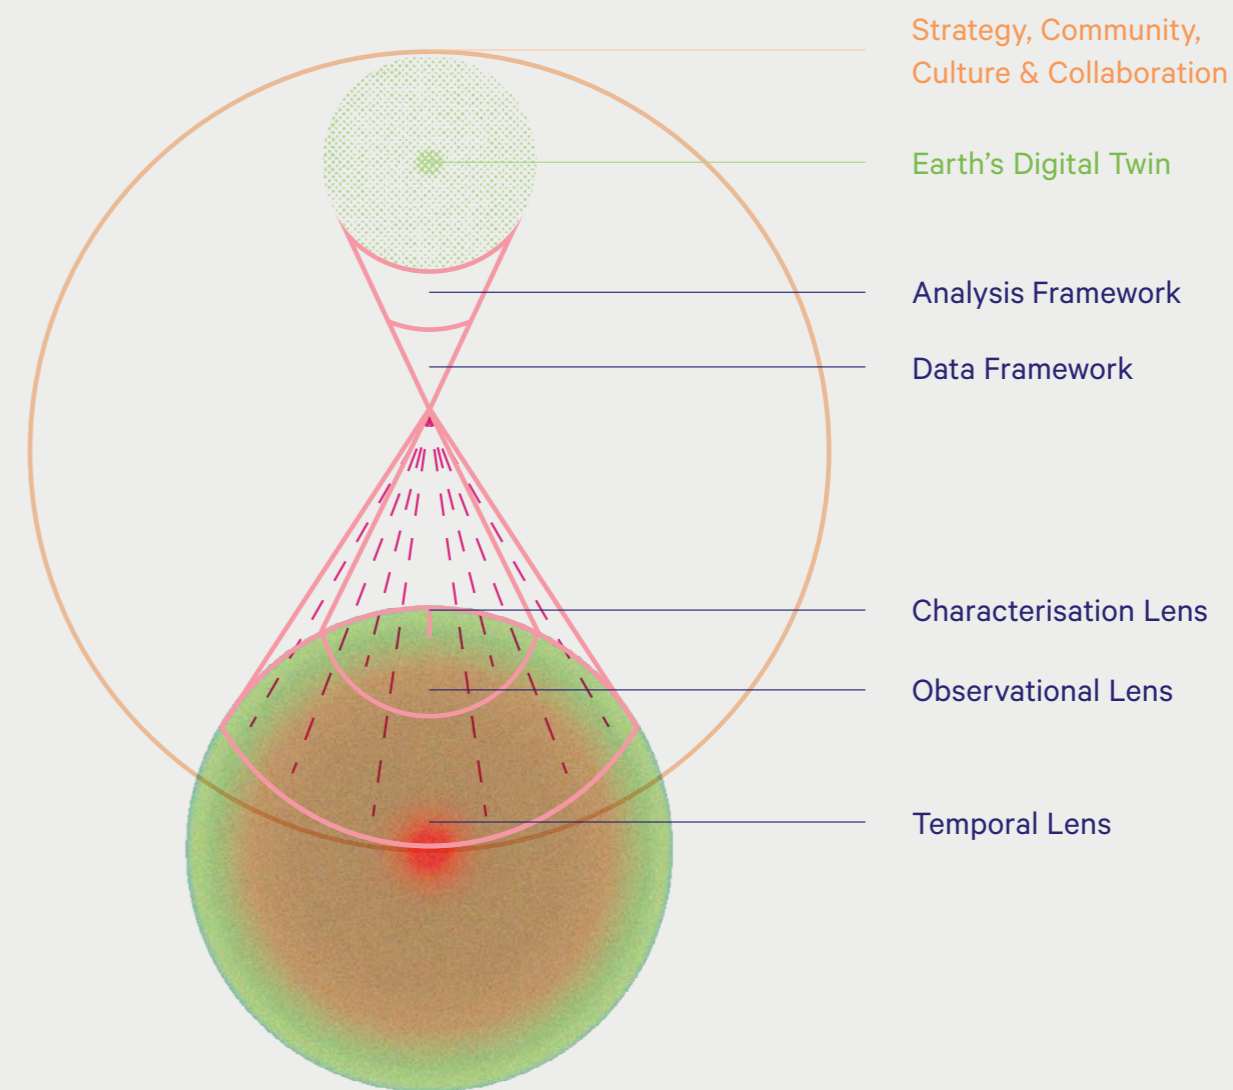 Strategy, Community,
Culture & Collaboration
Earth's Digital Twin
Analysis Framework
Data Framework
Characterisation Lens
Observational Lens
Temporal Lens